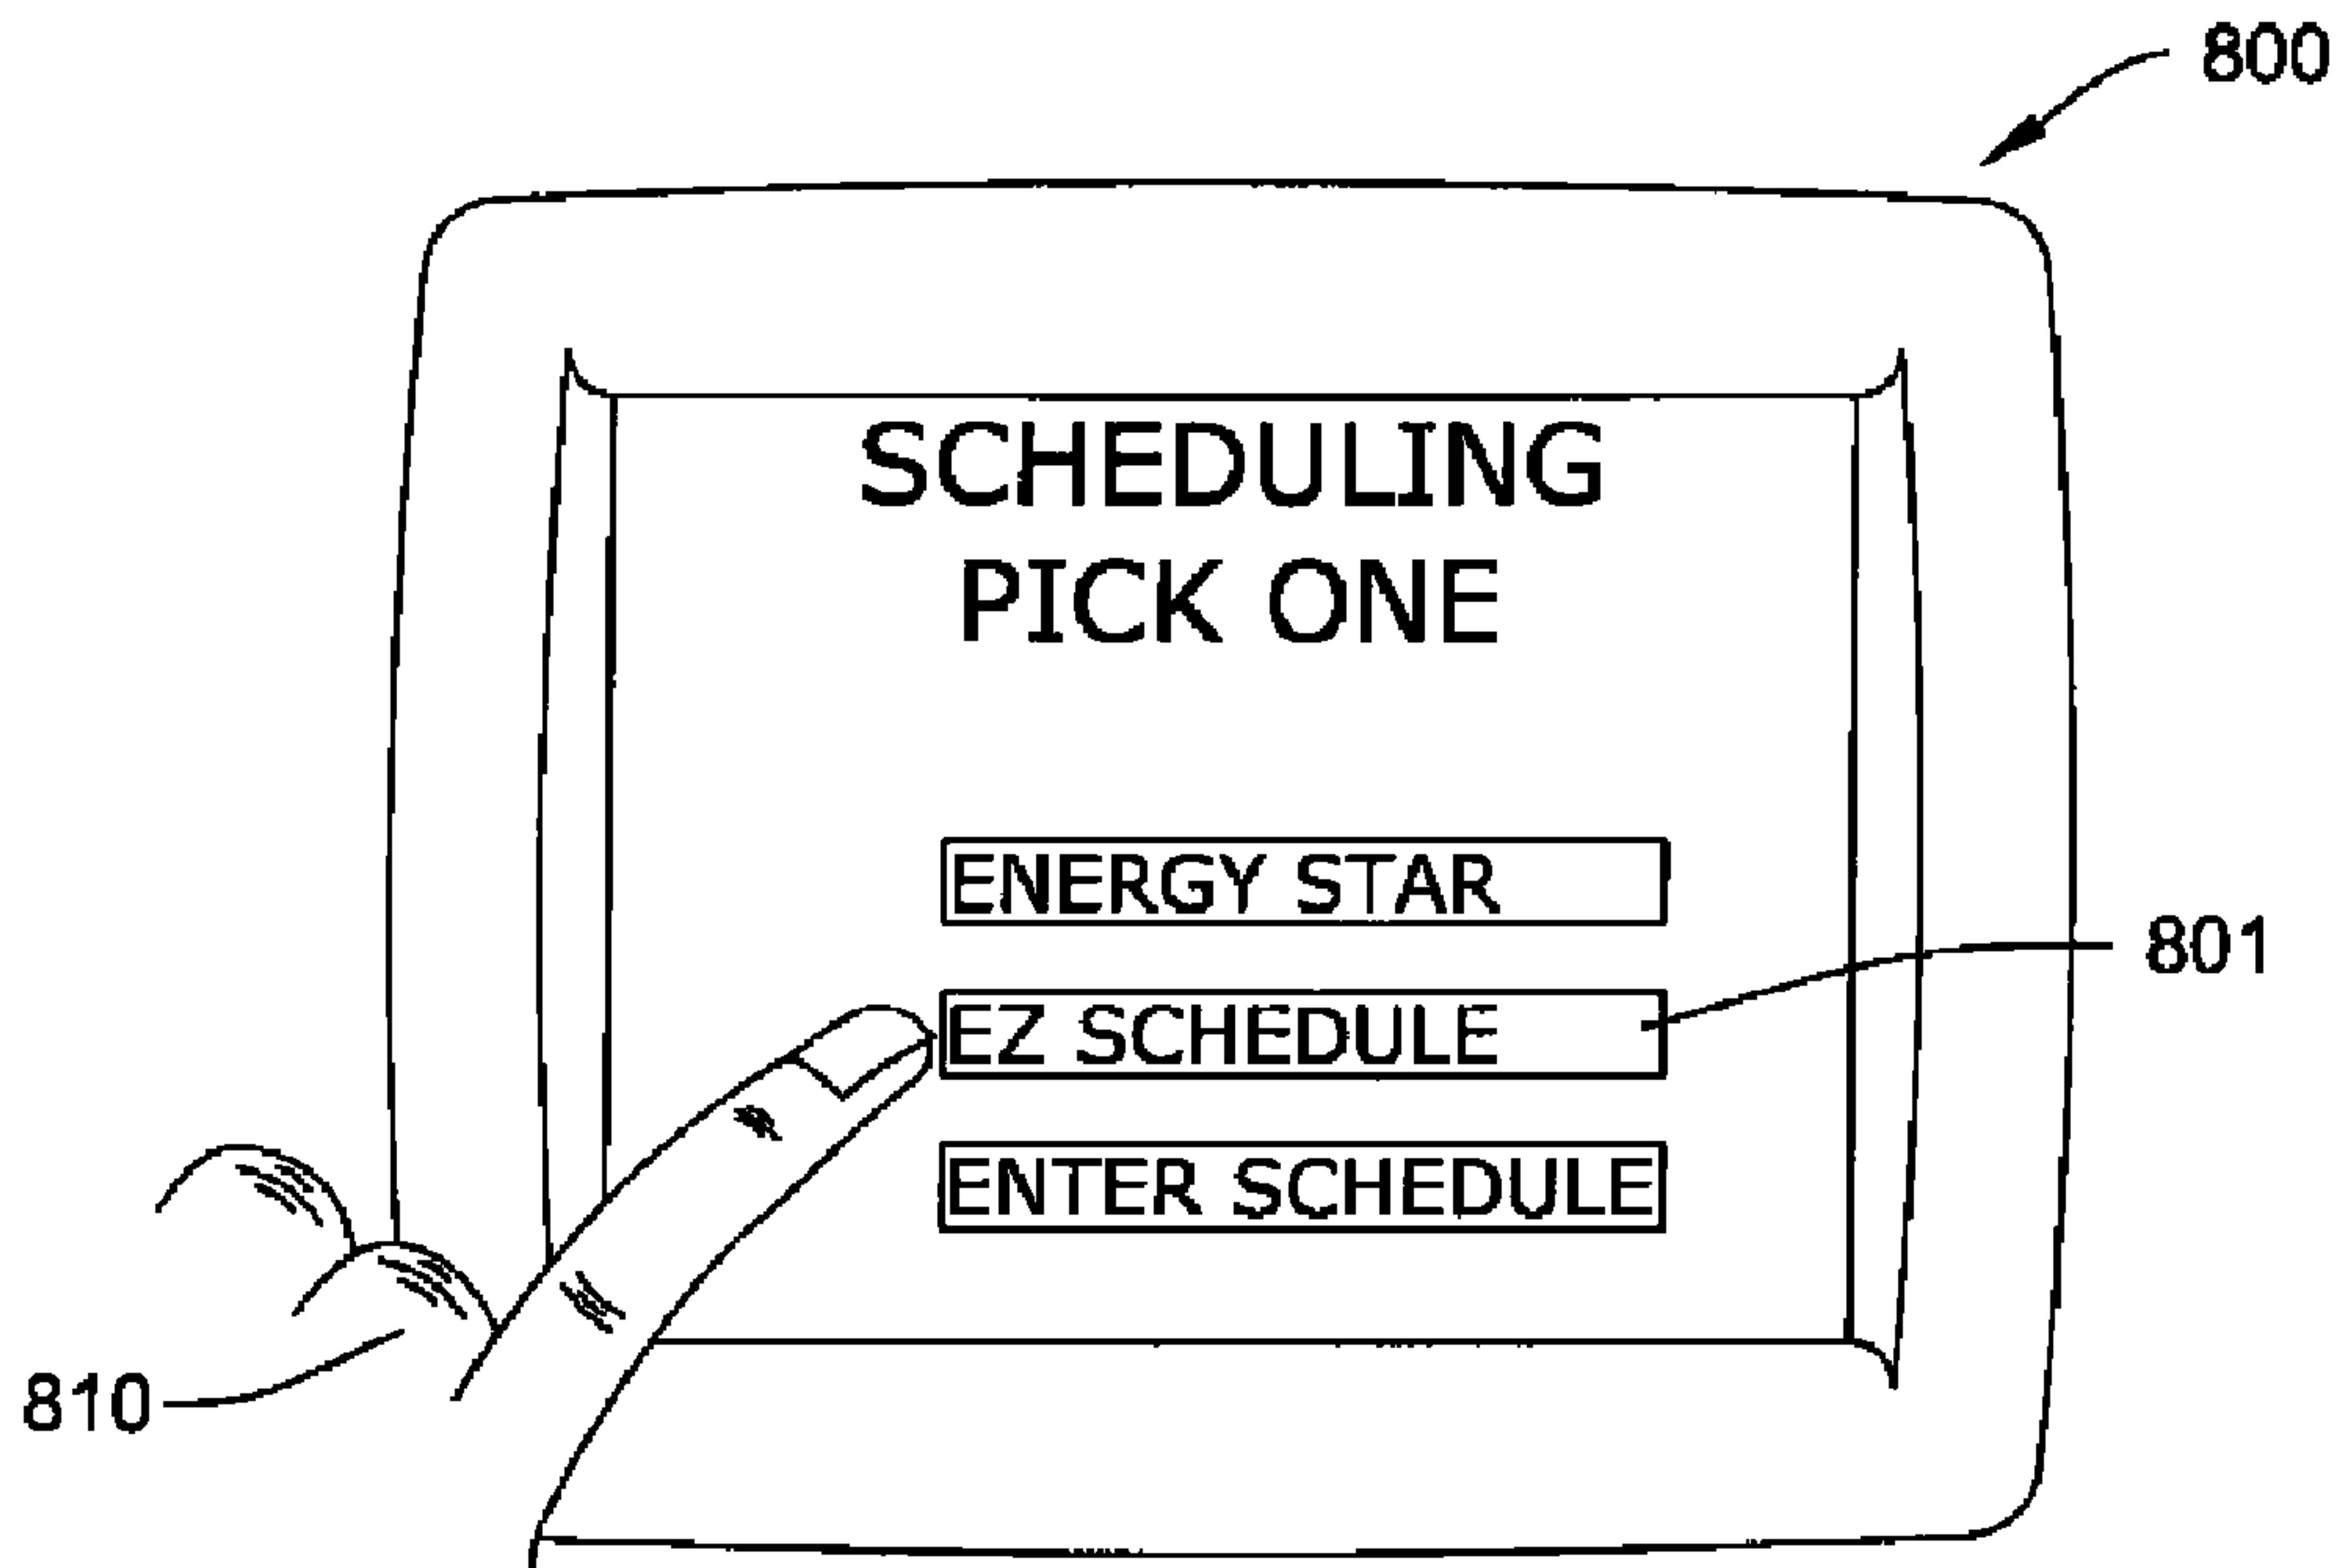 800
SCHEDULING
PICK ONE
ENERGY STAR
801
EZ SCHEDULE
ENTER SCHEDULE
810